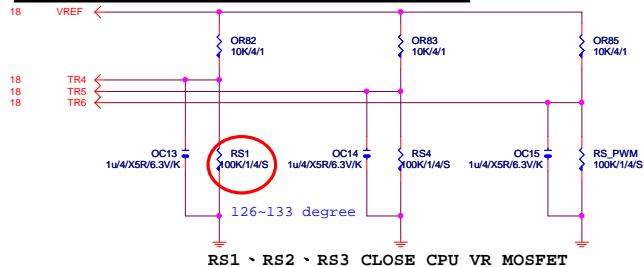 18 VREF
OR82
10K/4/1
OR83
10K/4/1
OR85
10K/4/1
18 TR4
18 TR5
18 TR6
OC13
1u/4/X5R/6.3V/K
RS1
100K/1/4/S
OC14
1u/4/X5R/6.3V/K
RS4
100K/1/4/S
OC15
1u/4/X5R/6.3V/K
RS_PWM
100K/1/4/S
126~133 degree
RS1、RS2、RS3 CLOSE CPU VR MOSFET